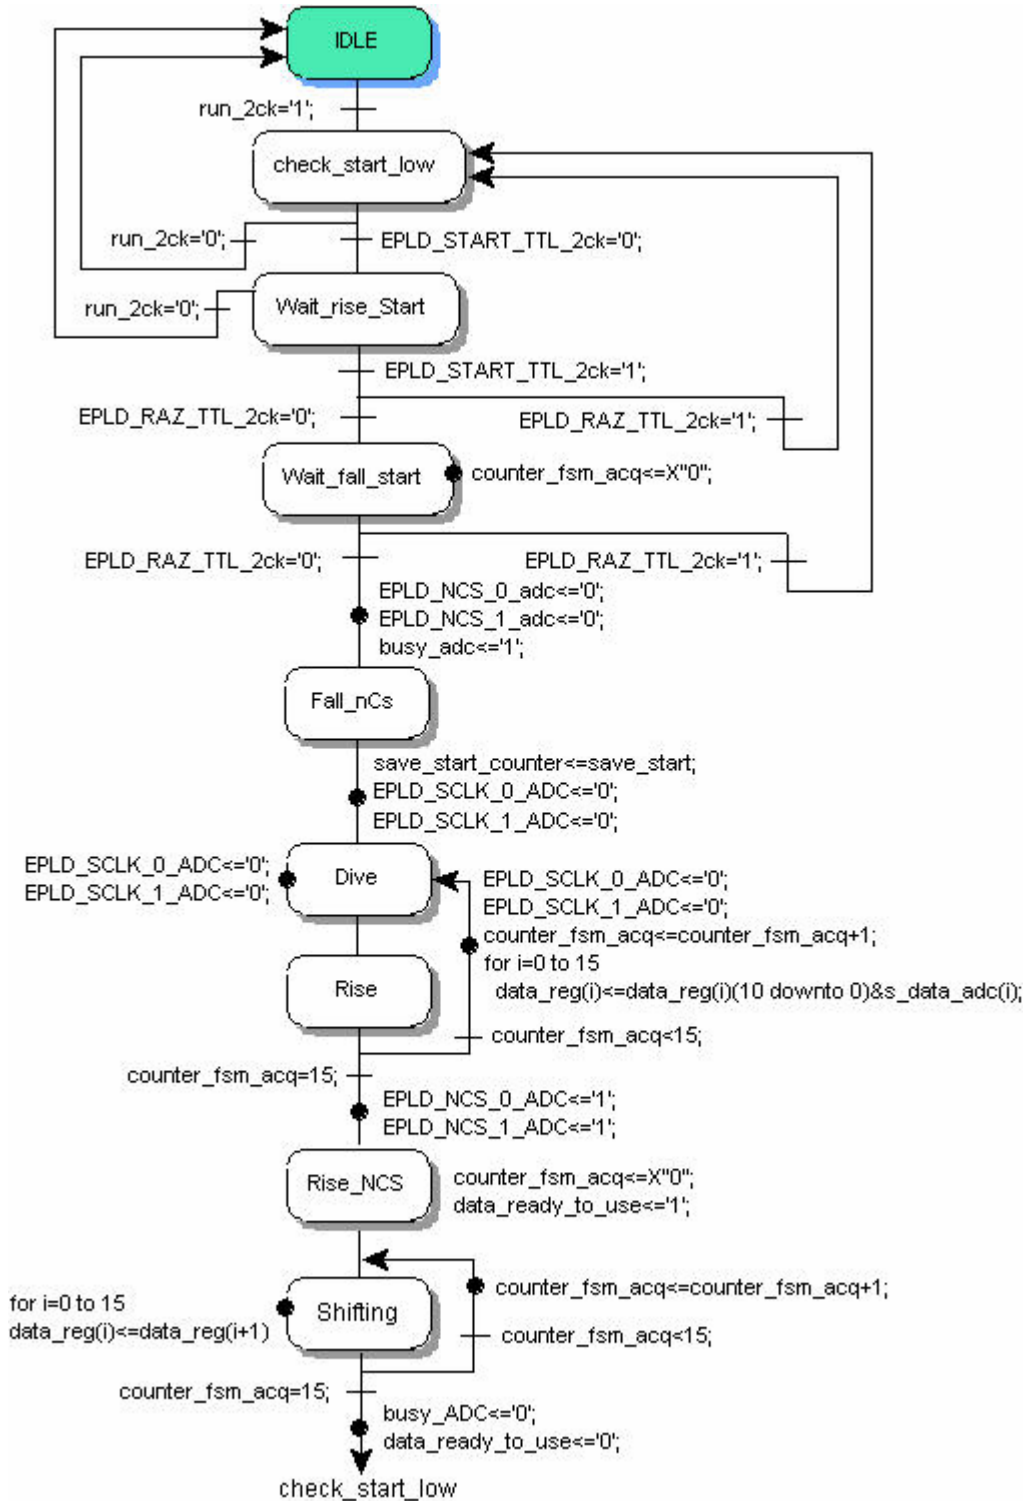 IDLE
run_2ck='1';
check_start_low
run_2ck='0';
EPLD_START_TTL_2ck='0';
Wait_rise_Start
run_2ck='0';
EPLD_START_TTL_2ck='1';
EPLD_RAZ_TTL_2ck='0';
EPLD_RAZ_TTL_2ck='1';
Wait_fall_start
counter_fsm_acq<=X"0";
EPLD_RAZ_TTL_2ck='0';
EPLD_RAZ_TTL_2ck='1';
EPLD_NCS_0_adc<='0';
EPLD_NCS_1_adc<='0';
busy_adc<='1';
Fall_nCs
save_start_counter<=save_start;
EPLD_SCLK_0_ADC<='0';
EPLD_SCLK_1_ADC<='0';
EPLD_SCLK_0_ADC<='0';
EPLD_SCLK_1_ADC<='0';
Dive
EPLD_SCLK_0_ADC<='0';
EPLD_SCLK_1_ADC<='0';
counter_fsm_acq<=counter_fsm_acq+1;
for i=0 to 15
data_reg(i)<=data_reg(i)(10 downto 0)&s_data_adc(i);
Rise
counter_fsm_acq<15;
counter_fsm_acq=15;
EPLD_NCS_0_ADC<='1';
EPLD_NCS_1_ADC<='1';
Rise_NCS
counter_fsm_acq<=X"0";
data_ready_to_use<='1';
counter_fsm_acq<=counter_fsm_acq+1;
for i=0 to 15
data_reg(i)<=data_reg(i+1)
Shifting
counter_fsm_acq<15;
counter_fsm_acq=15;
busy_ADC<='0';
data_ready_to_use<='0';
check_start_low